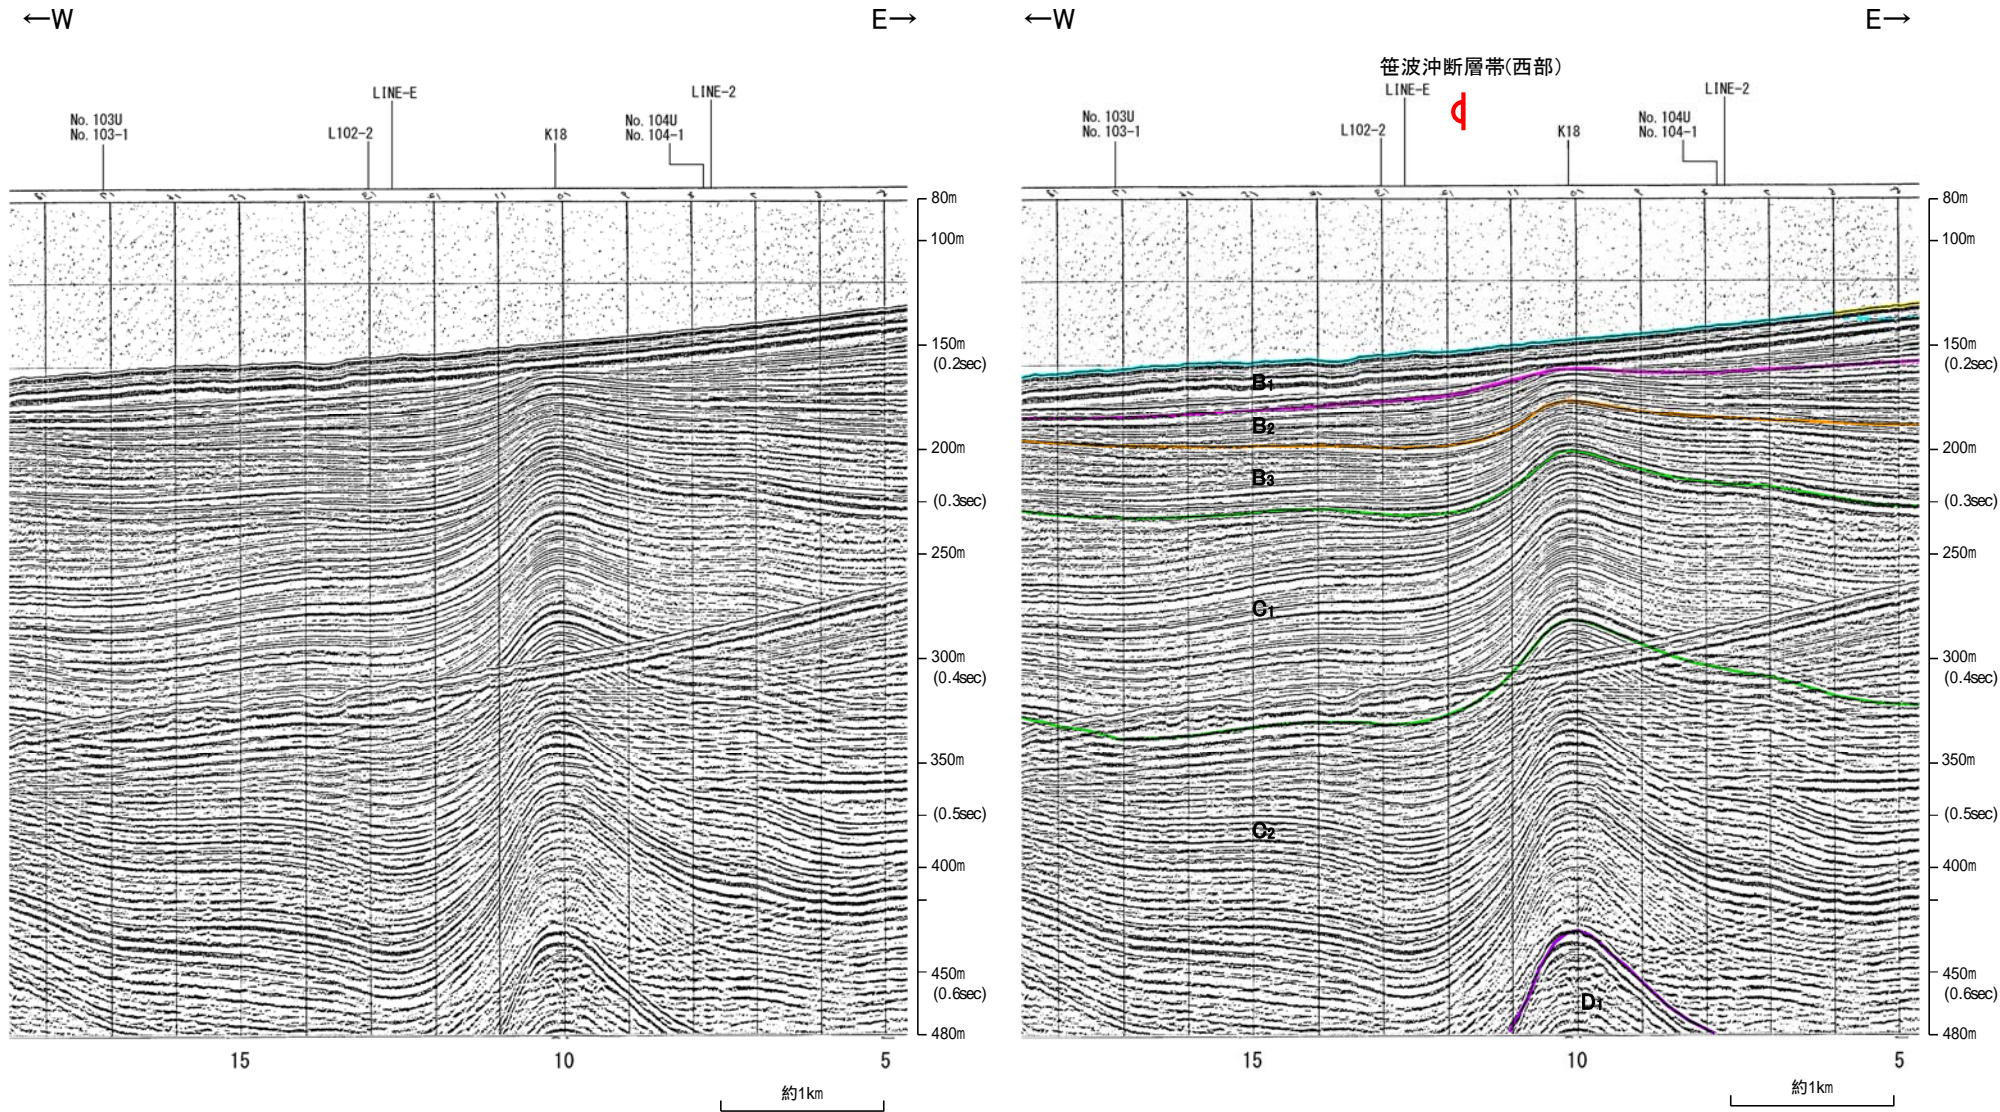 ←W
E→
LINE-E
LINE-2
No. 103U
No. 103-1
L102-2
K18
No. 104U
No. 104-1
80m
100m
150m
(0.2sec)
200m
(0.3sec)
250m
300m
(0.4sec)
350m
(0.5sec)
400m
450m
(0.6sec)
480m
15
10
5
約1km
←W
E→
笹波沖断層帯(西部)
LINE-E
LINE-2
No. 103U
No. 103-1
L102-2
K18
No. 104U
No. 104-1
80m
100m
150m
(0.2sec)
200m
(0.3sec)
250m
300m
(0.4sec)
350m
(0.5sec)
400m
450m
(0.6sec)
480m
B1
B2
B3
C1
C2
D1
15
10
5
約1km